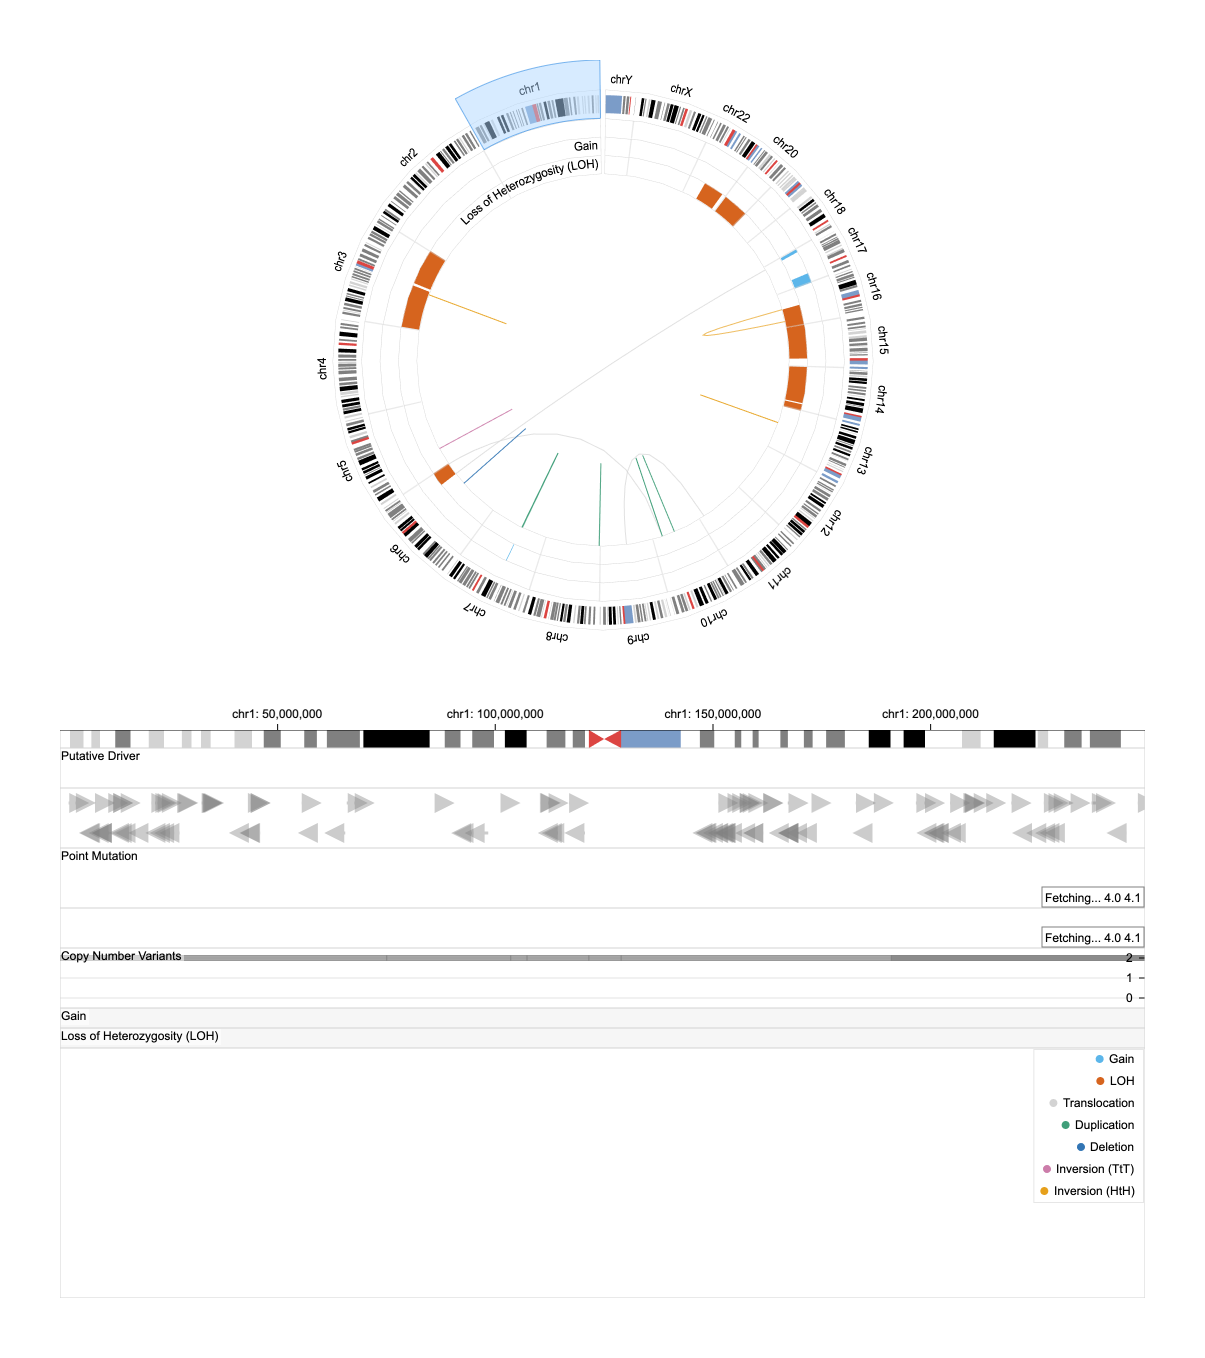 chrY
chrX
chr22
chr20
chr18
chr17
chr16
chr15
chr14
chr13
chr12
chr11
chr10
chr9
chr8
chr7
chr6
chr5
chr4
chr3
chr2
chr1
Gain
Loss of Heterozygosity (LOH)
chr1: 50,000,000 chr1: 100,000,000 chr1: 150,000,000 chr1: 200,000,000
Putative Driver
Point Mutation
Fetching... 4.0 4.1
Fetching... 4.0 4.1
Copy Number Variants
2
1
0
Gain
Loss of Heterozygosity (LOH)
Gain
LOH
Translocation
Duplication
Deletion
Inversion (TtT)
Inversion (HtH)